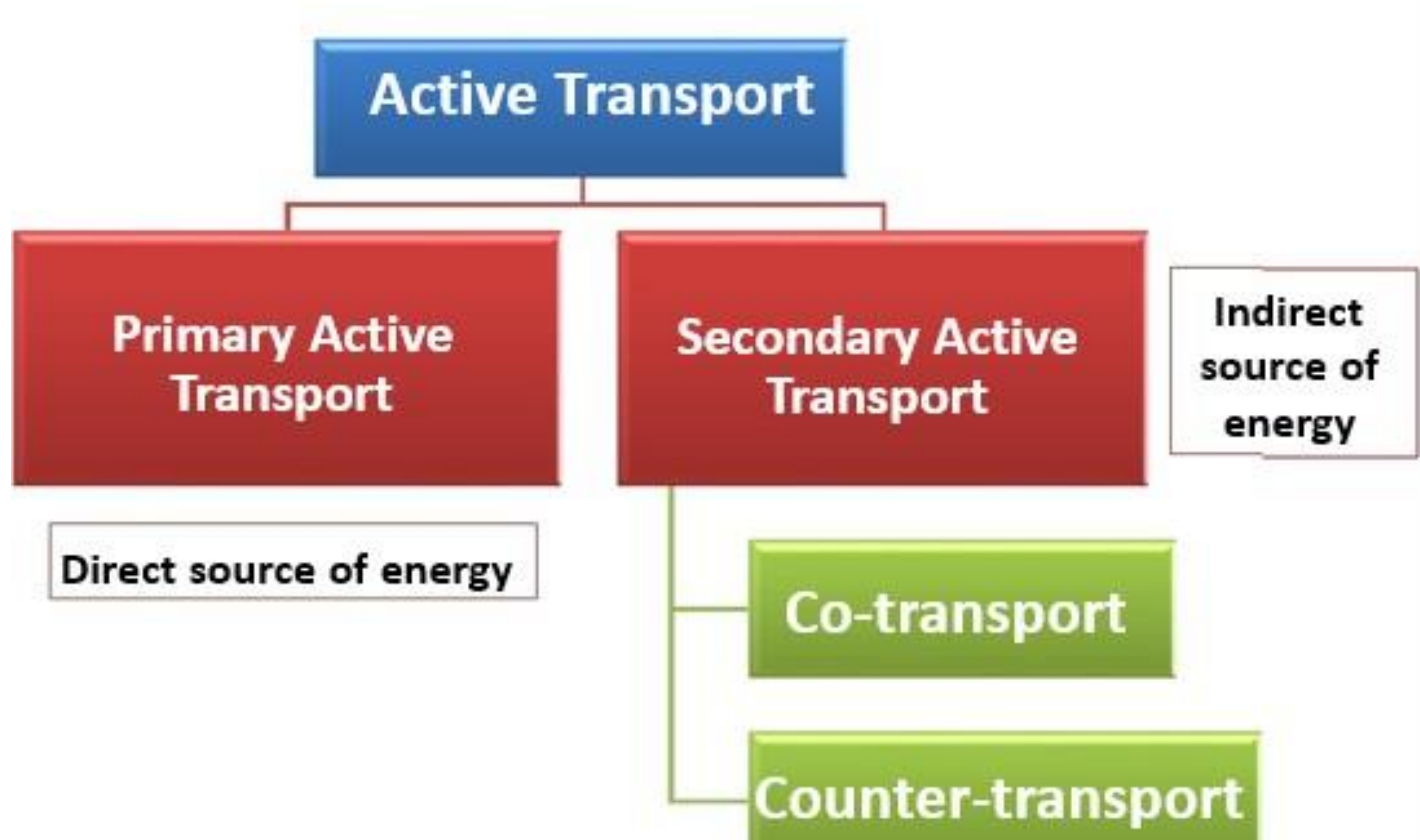 Active Transport
Primary Active
Transport
Secondary Active
Transport
Indirect
source of
energy
Direct source of energy
Co-transport
Counter-transport